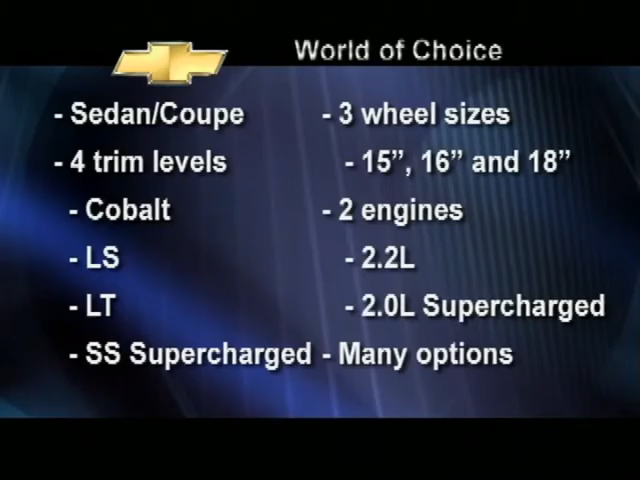 World of Choice
- Sedan/Coupe
- 4 trim levels
- Cobalt
- LS
- LT
- SS Supercharged
- 3 wheel sizes
- 15”, 16” and 18”
- 2 engines
- 2.2L
- 2.0L Supercharged
- Many options